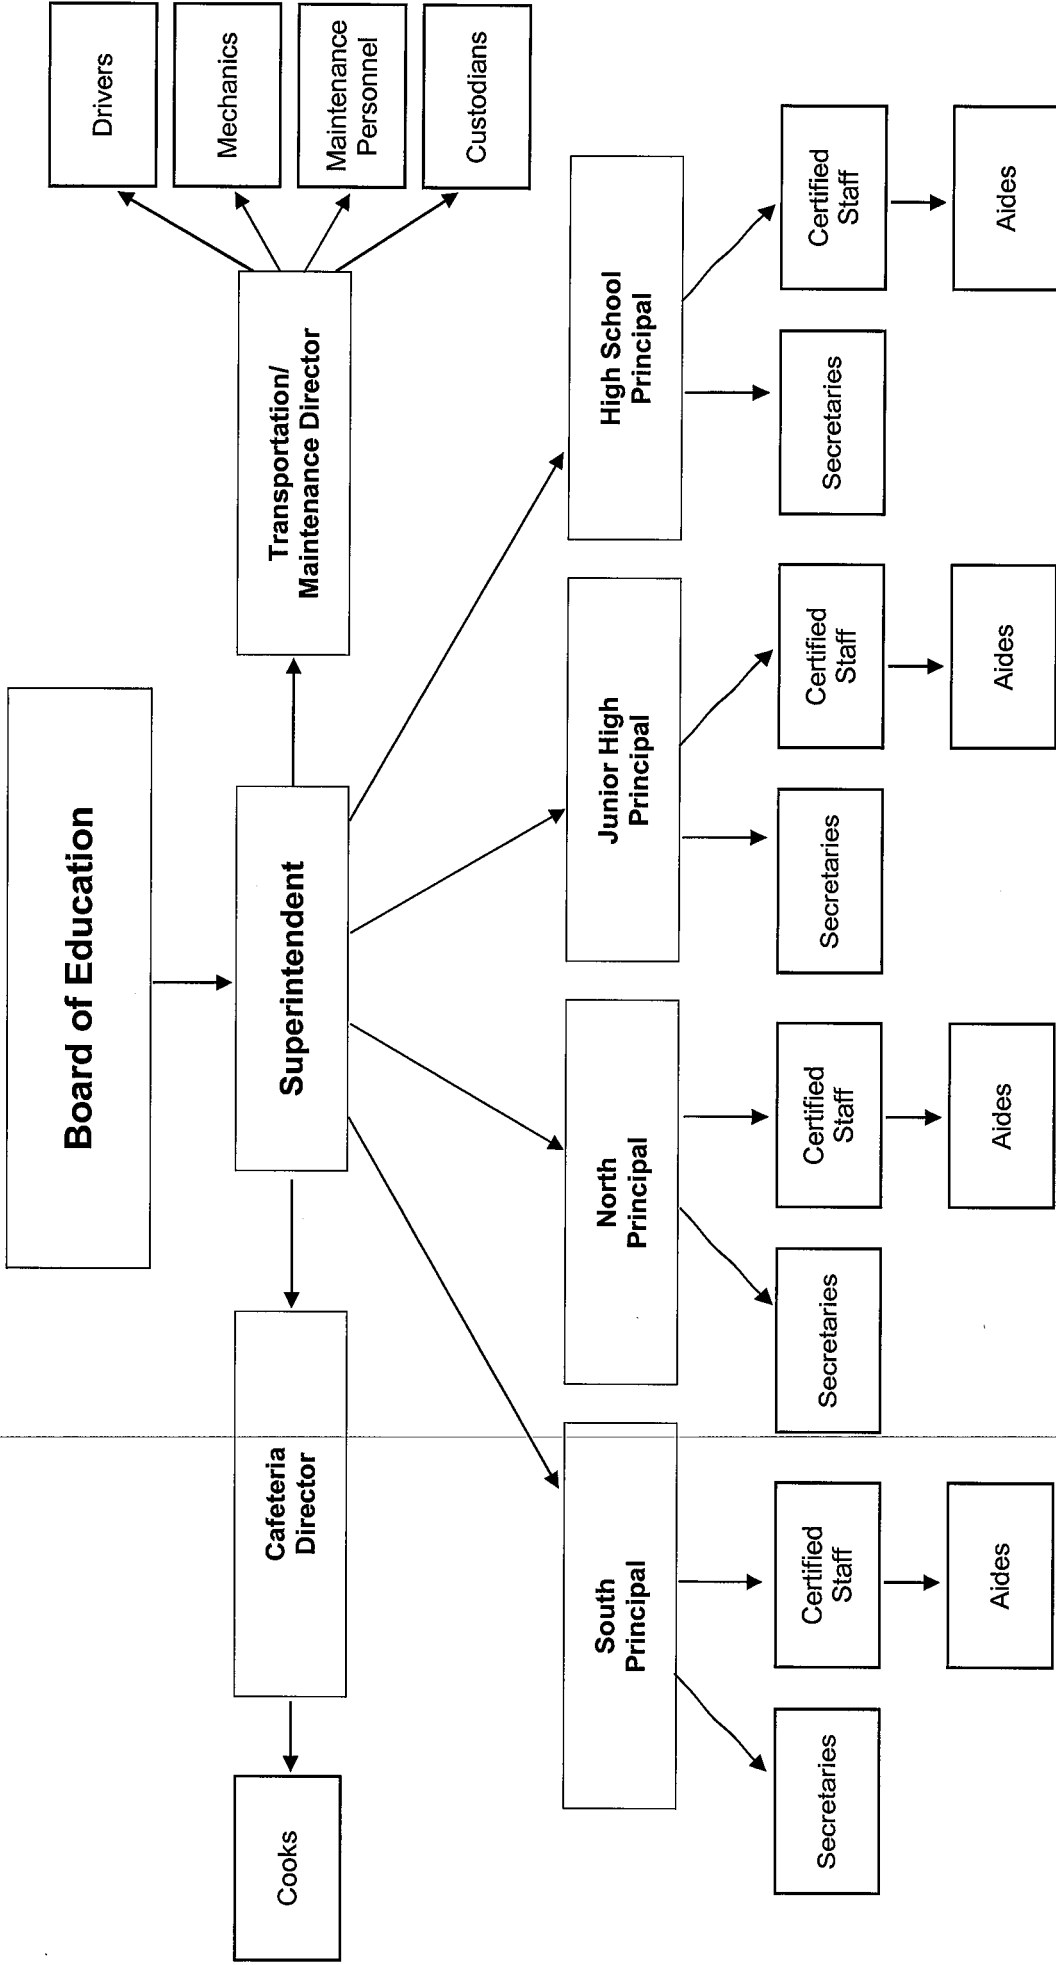 Board of Education
Superintendent
Cafeteria
Director
Cooks
Transportation/
Maintenance Director
Drivers
Mechanics
Maintenance
Personnel
Custodians
South
Principal
North
Principal
Junior High
Principal
High School
Principal
Secretaries
Certified
Staff
Secretaries
Certified
Staff
Secretaries
Certified
Staff
Secretaries
Certified
Staff
Aides
Aides
Aides
Aides